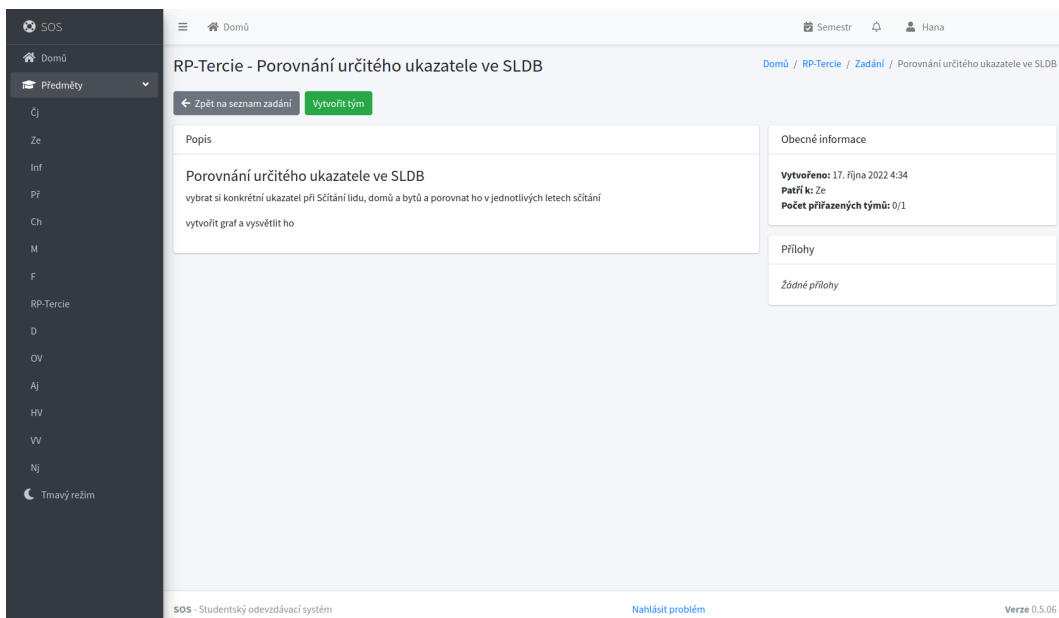 SOS
Domů
Semestr
Hana
Domů
Předměty
Čj
Ze
Inf
Př
Ch
M
F
RP-Tercie
D
OV
Aj
HV
VV
Nj
Tmavý režim
RP-Tercie - Porovnání určitého ukazatele ve SLDB
Domů / RP-Tercie / Zadání / Porovnání určitého ukazatele ve SLDB
Zpět na seznam zadání
Vytvořit tým
Popis
Porovnání určitého ukazatele ve SLDB
vybrat si konkrétní ukazatel při Sčítání lidu, domů a bytů a porovnat ho v jednotlivých letech sčítání
vytvořit graf a vysvětlit ho
Obecné informace
Vytvořeno: 17. října 2022 4:34
Patří k: Ze
Počet přiřazených týmů: 0/1
Přílohy
Žádné přílohy
SOS - Studentský odevzdávací systém
Nahlásit problém
Verze 0.5.06